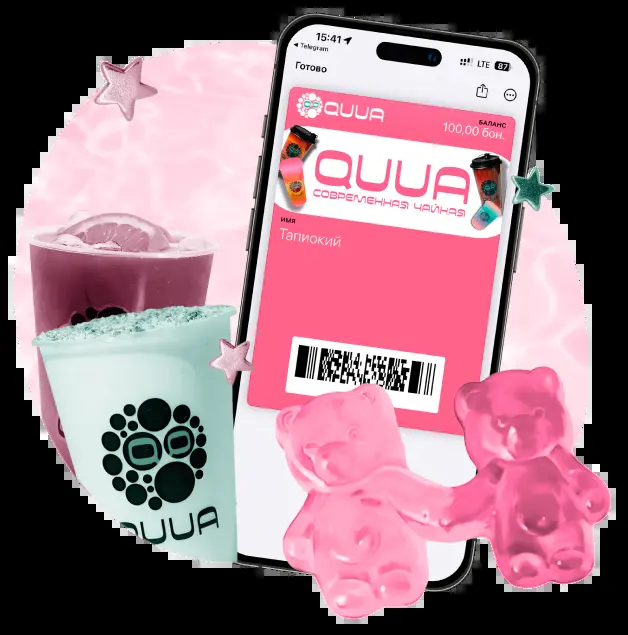 15:41
Telegram
LTE 87
Готово
QUUA
БАЛАНС
100,00 бон.
QUUA
СОВРЕМЕННАЯ ЧАЙНАЯ
ИМЯ
Тапиокий
QUUA